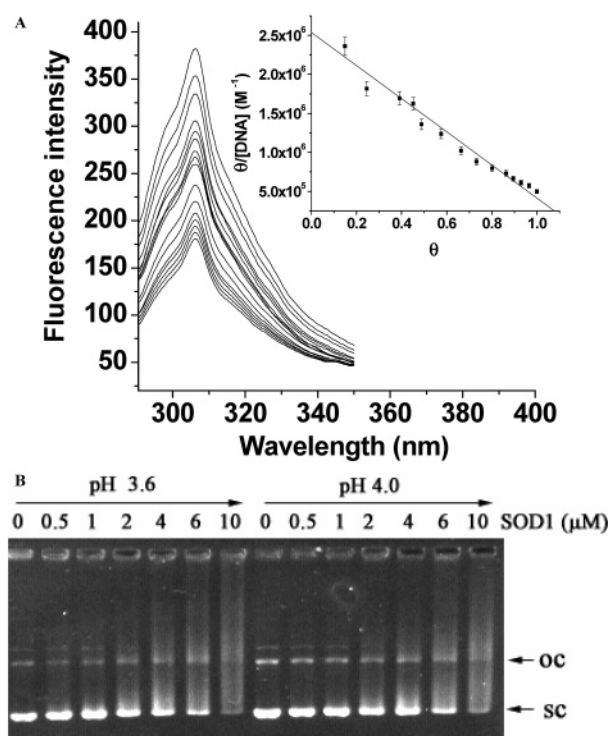 A
Fluorescence intensity
400
350
300
250
200
150
100
50
300 320 340 360 380 400
Wavelength (nm)
θ/[DNA] (M⁻¹)
2.5x10⁶
2.0x10⁶
1.5x10⁶
1.0x10⁶
5.0x10⁵
0.0 0.2 0.4 0.6 0.8 1.0
θ
B
pH 3.6 pH 4.0
0 0.5 1 2 4 6 10 0 0.5 1 2 4 6 10 SOD1 (μM)
OC
SC